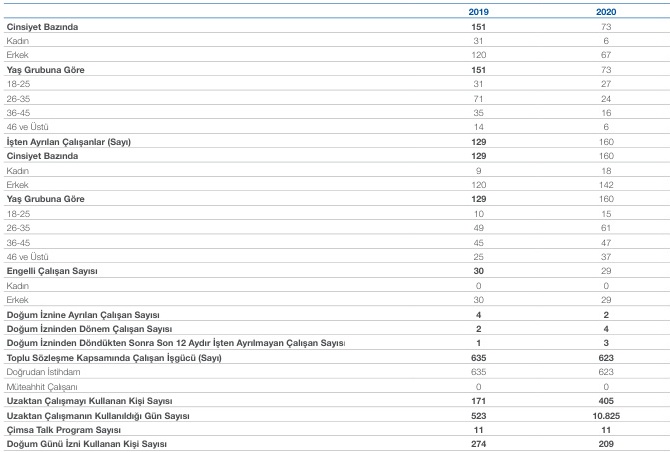 2019 2020
Cinsiyet Bazında 151 73
Kadın 31 6
Erkek 120 67
Yaş Grubuna Göre 151 73
18-25 31 27
26-35 71 24
36-45 35 16
46 ve Üstü 14 6
İşten Ayrılan Çalışanlar (Sayı) 129 160
Cinsiyet Bazında 129 160
Kadın 9 18
Erkek 120 142
Yaş Grubuna Göre 129 160
18-25 10 15
26-35 49 61
36-45 45 47
46 ve Üstü 25 37
Engelli Çalışan Sayısı 30 29
Kadın 0 0
Erkek 30 29
Doğum İznine Ayrılan Çalışan Sayısı 4 2
Doğum İzninden Dönem Çalışan Sayısı 2 4
Doğum İzninden Döndükten Sonra Son 12 Aydır İşten Ayrılmayan Çalışan Sayısı 1 3
Toplu Sözleşme Kapsamında Çalışan İşgücü (Sayı) 635 623
Doğrudan İstihdam 635 623
Müteahhit Çalışanı 0 0
Uzaktan Çalışmayı Kullanan Kişi Sayısı 171 405
Uzaktan Çalışmanın Kullanıldığı Gün Sayısı 523 10.825
Çimsa Talk Program Sayısı 11 11
Doğum Günü İzni Kullanan Kişi Sayısı 274 209